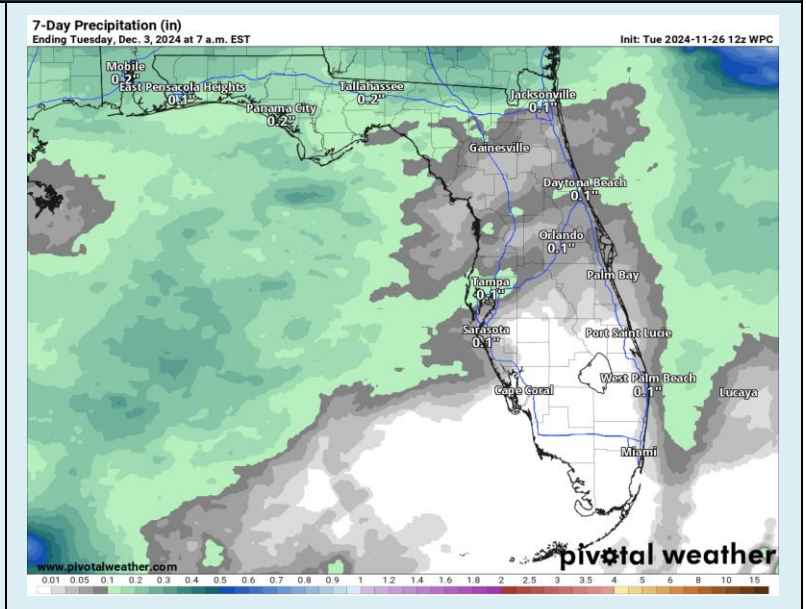 7-Day Precipitation (in)
Ending Tuesday, Dec. 3, 2024 at 7 a.m. EST Init: Tue 2024-11-26 12z WPC
Mobile
0.2"
East Pensacola Heights
0.1"
Panama City
0.2"
Tallahassee
0.2"
Jacksonville
0.1"
Gainesville
Daytona Beach
0.1"
Orlando
0.1"
Palm Bay
Tampa
0.1"
Sarasota
0.1"
Port Saint Lucie
West Palm Beach
0.1"
Cape Coral
Lucaya
Miami
www.pivotalweather.com
pivotal weather
0.01 0.05 0.1 0.2 0.3 0.4 0.5 0.6 0.7 0.8 0.9 1 1.2 1.4 1.6 1.8 2 2.5 3 3.5 4 5 6 8 10 15